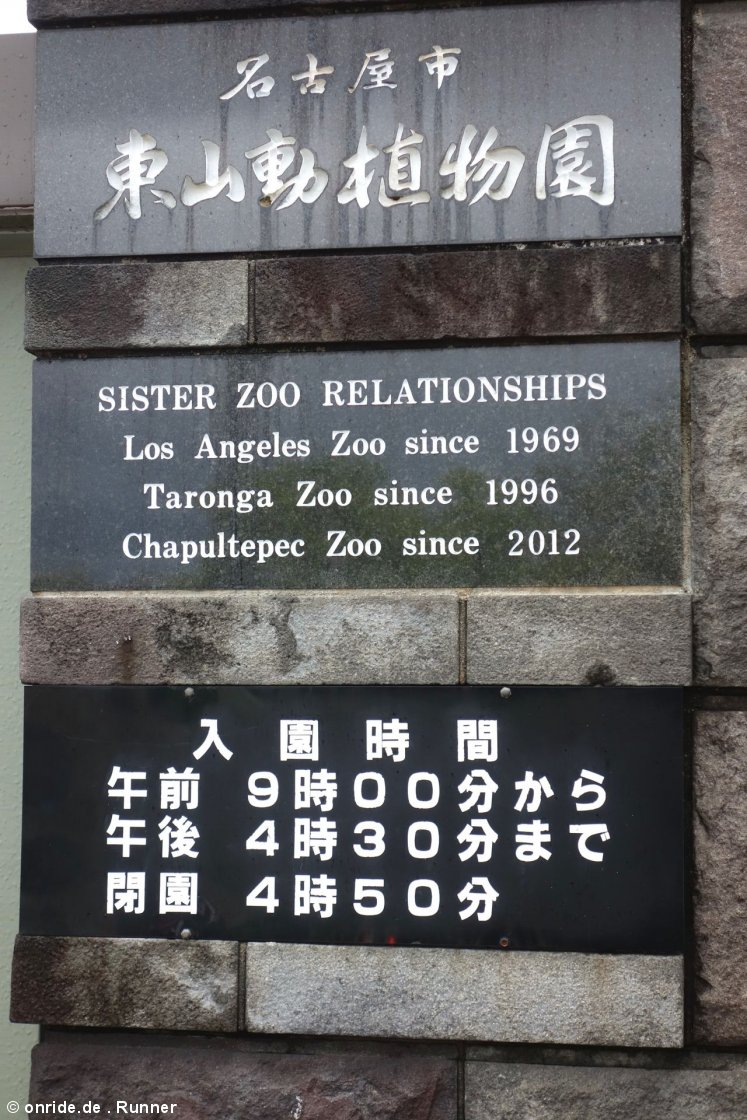 名古屋市
東山動植物園
SISTER ZOO RELATIONSHIPS
Los Angeles Zoo since 1969
Taronga Zoo since 1996
Chapultepec Zoo since 2012
入園時間
午前 9時00分から
午後 4時30分まで
閉園 4時50分
© onride.de . Runner